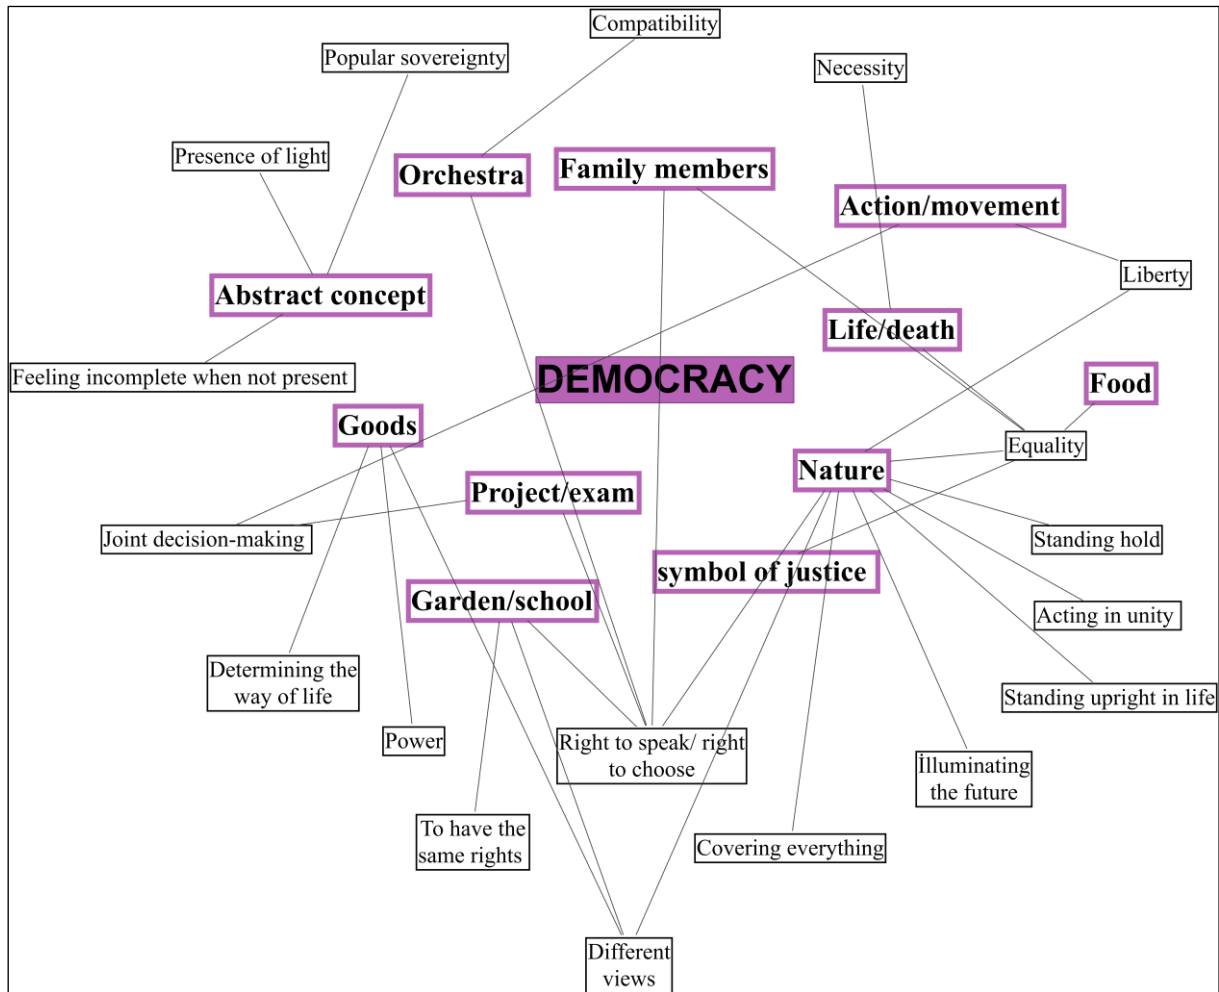 Compatibility
Popular sovereignty
Necessity
Presence of light
Orchestra
Family members
Action/movement
Liberty
Abstract concept
Life/death
Feeling incomplete when not present
DEMOCRACY
Food
Goods
Equality
Nature
Project/exam
Joint decision-making
Standing hold
symbol of justice
Garden/school
Acting in unity
Determining the
way of life
Standing upright in life
Power
Right to speak/ right
to choose
İlluminating
the future
To have the
same rights
Covering everything
Different
views